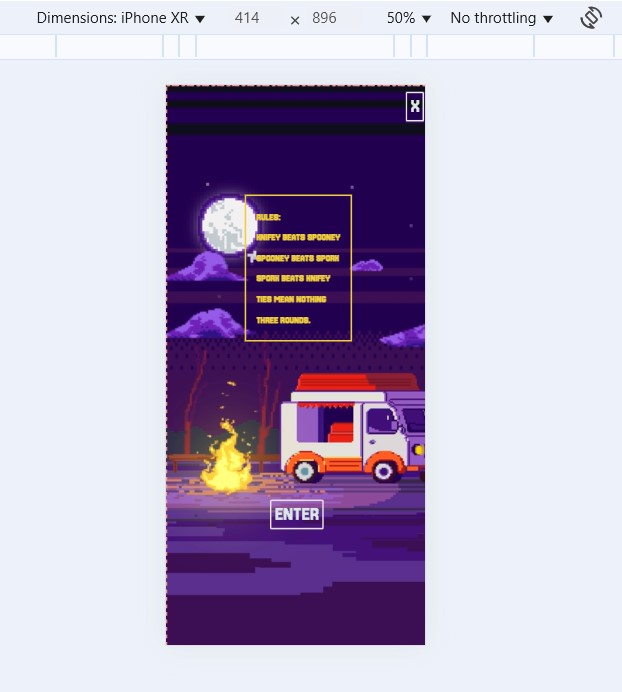 Dimensions: iPhone XR ▼ 414 × 896 50% ▼ No throttling ▼
X
RULES:
KNIFEY BEATS SPOONEY
SPOONEY BEATS SPORK
SPORK BEATS KNIFEY
TIES MEAN NOTHING
THREE ROUNDS.
ENTER